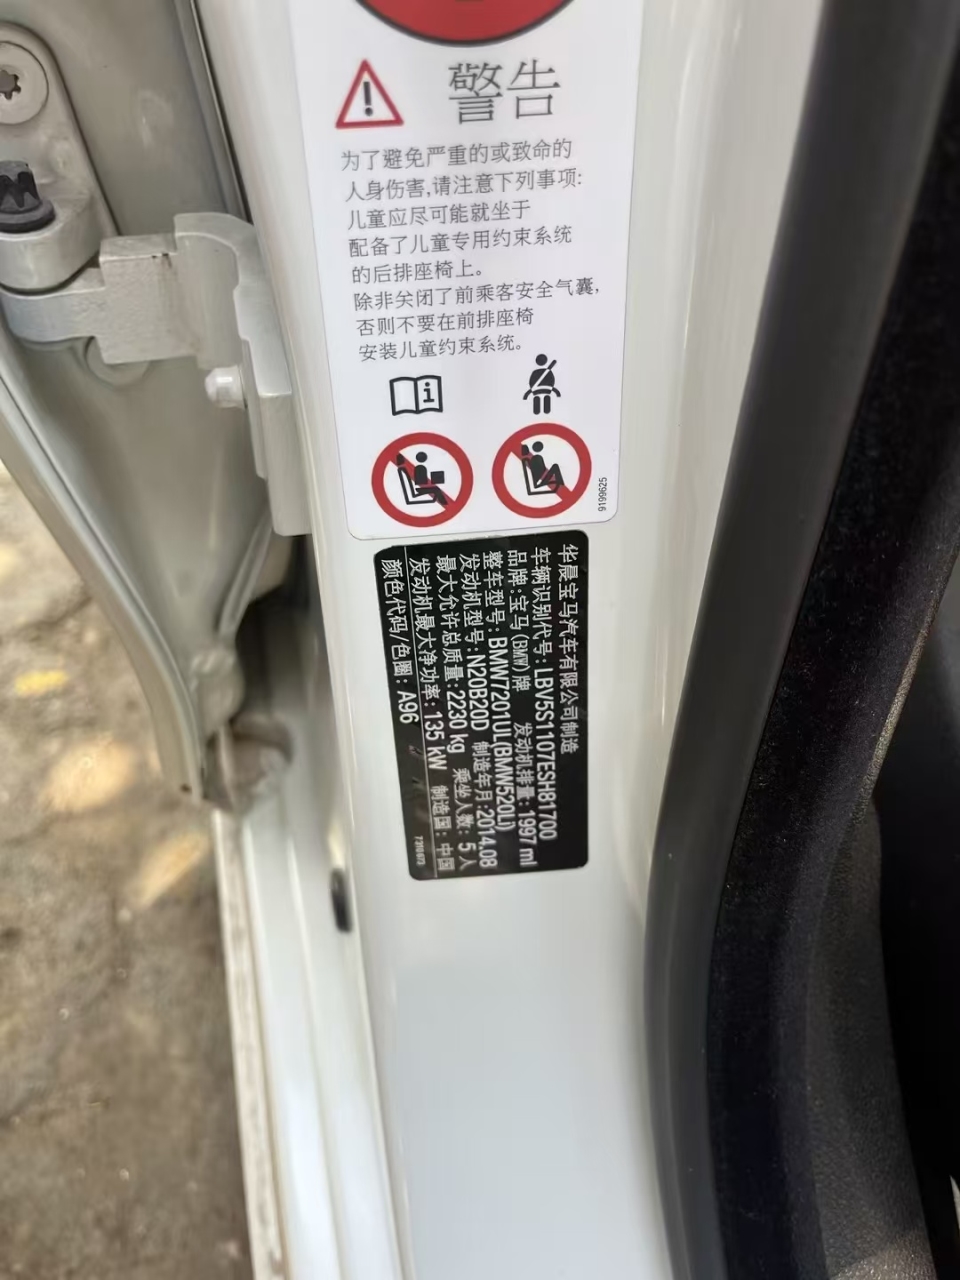 警告
为了避免严重的或致命的
人身伤害,请注意下列事项:
儿童应尽可能就坐于
配备了儿童专用约束系统
的后排座椅上。
除非关闭了前乘客安全气囊,
否则不要在前排座椅
安装儿童约束系统。
9199625
华晨宝马汽车有限公司制造
车辆识别代号:LBV5S1107ESH81700
品牌:宝马(BMW)牌 发动机排量:1997 ml
整车型号:BMW7201UL(BMW520Li)
发动机型号:N20B20D 制造年月:2014.08
最大允许总质量:2230 kg 乘坐人数:5人
发动机最大净功率:135 kW 制造国:中国
颜色代码/色圈:A96